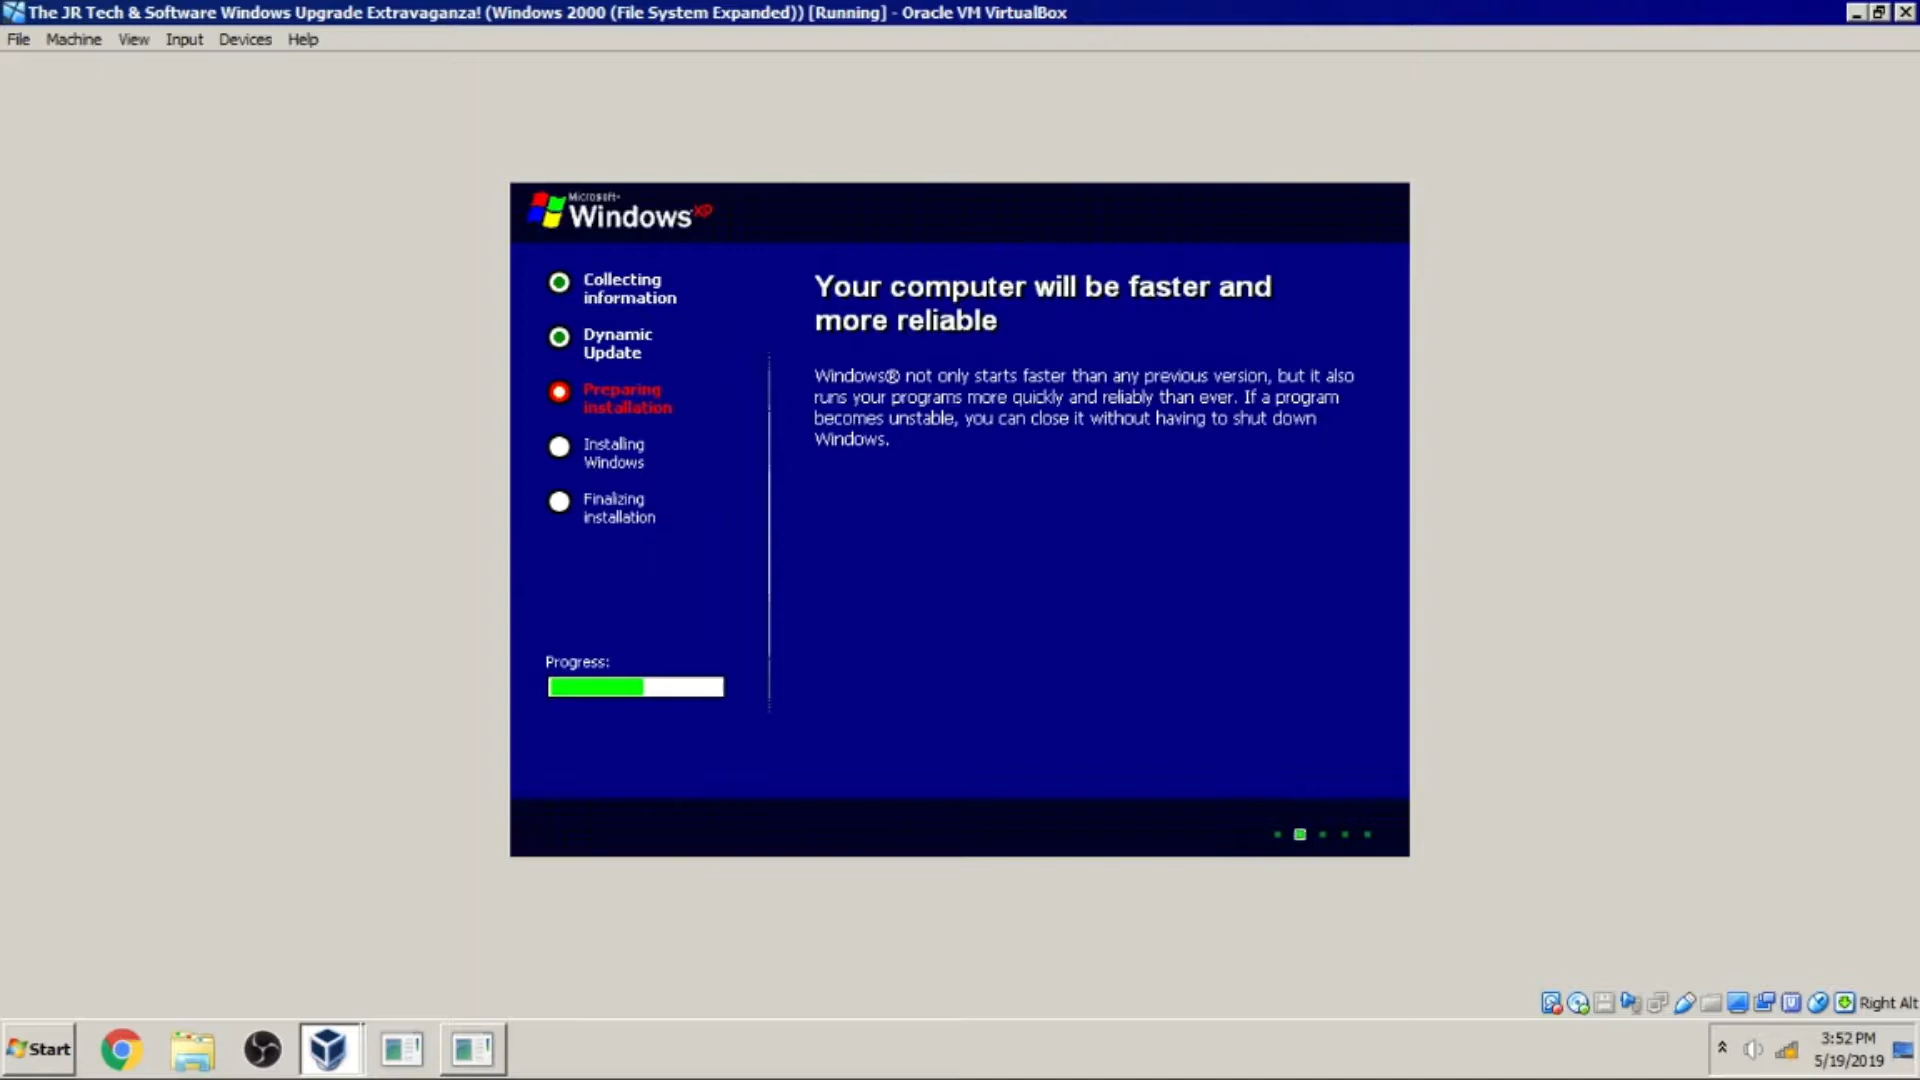 The JR Tech & Software Windows Upgrade Extravaganza! (Windows 2000 (File System Expanded)) [Running] - Oracle VM VirtualBox
File Machine View Input Devices Help
Microsoft
Windows XP
Collecting
information
Dynamic
Update
Preparing
installation
Installing
Windows
Finalizing
installation
Progress:
Your computer will be faster and
more reliable
Windows® not only starts faster than any previous version, but it also
runs your programs more quickly and reliably than ever. If a program
becomes unstable, you can close it without having to shut down
Windows.
Right Alt
Start
3:52 PM
5/19/2019